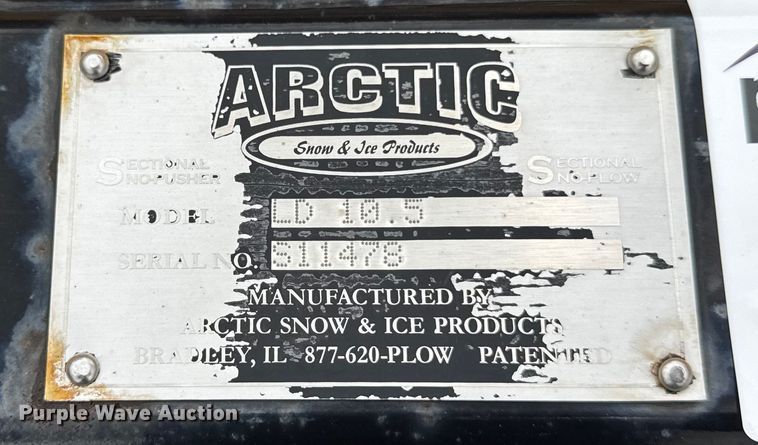 ARCTIC
Snow & Ice Products
SECTIONAL SNO-PUSHER
SECTIONAL SNO-PLOW
MODEL LD 10.5
SERIAL NO. S11478
MANUFACTURED BY
ARCTIC SNOW & ICE PRODUCTS
BRADLEY, IL 877-620-PLOW PATENTED
Purple Wave Auction